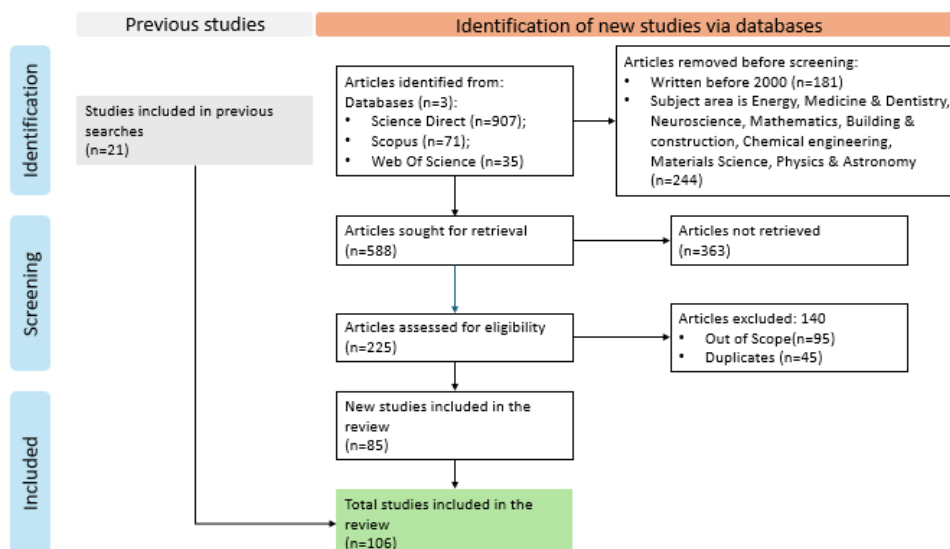 Previous studies
Identification of new studies via databases
Identification
Studies included in previous
searches
(n=21)
Articles identified from:
Databases (n=3):
• Science Direct (n=907);
• Scopus (n=71);
• Web Of Science (n=35)
Articles removed before screening:
• Written before 2000 (n=181)
• Subject area is Energy, Medicine & Dentistry,
Neuroscience, Mathematics, Building &
construction, Chemical engineering,
Materials Science, Physics & Astronomy
(n=244)
Screening
Articles sought for retrieval
(n=588)
Articles not retrieved
(n=363)
Articles assessed for eligibility
(n=225)
Articles excluded: 140
• Out of Scope(n=95)
• Duplicates (n=45)
Included
New studies included in the
review
(n=85)
Total studies included in the
review
(n=106)